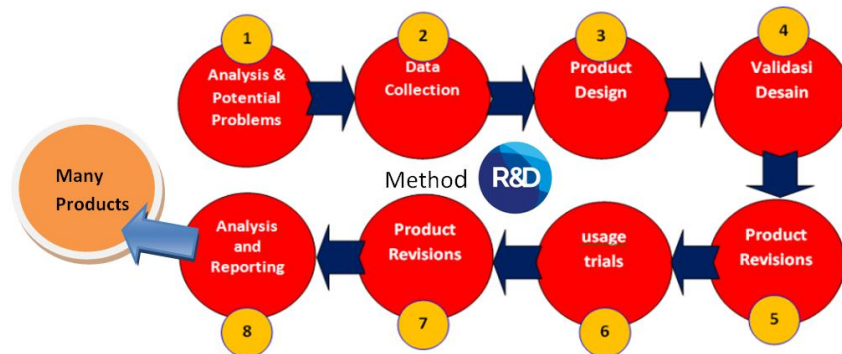 1
Analysis &
Potential
Problems
2
Data
Collection
3
Product
Design
4
Validasi
Desain
Many
Products
Method
R&D
Analysis
and
Reporting
8
Product
Revisions
7
usage
trials
6
Product
Revisions
5